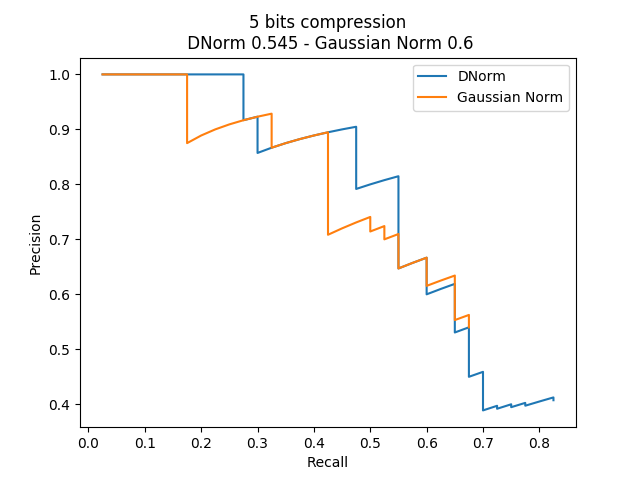 5 bits compression
DNorm 0.545 - Gaussian Norm 0.6
DNorm
Gaussian Norm
1.0
0.9
0.8
0.7
0.6
0.5
0.4
Precision
0.0 0.1 0.2 0.3 0.4 0.5 0.6 0.7 0.8
Recall